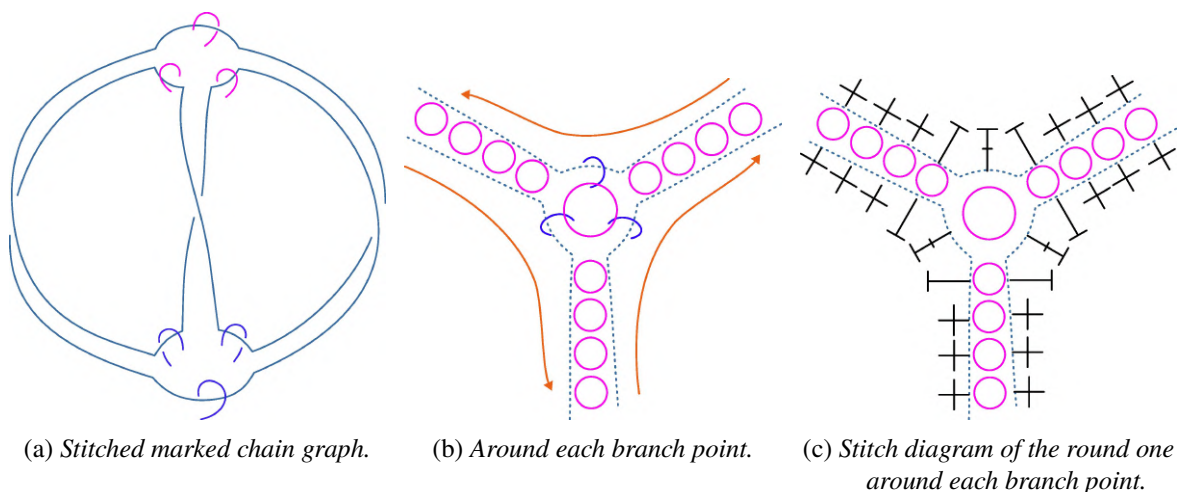 (a) Stitched marked chain graph.
(b) Around each branch point.
(c) Stitch diagram of the round one
around each branch point.